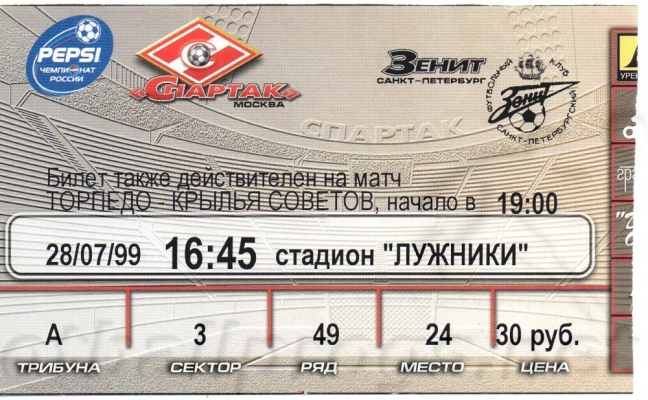 PEPSI
ЧЕМПИОНАТ
РОССИИ
«СПАРТАК»
МОСКВА
ЗЕНИТ
САНКТ-ПЕТЕРБУРГ
ФУТБОЛЬНЫЙ КЛУБ
Зенит
САНКТ-ПЕТЕРБУРГСКИЙ
СПАРТАК
Билет также действителен на матч
ТОРПЕДО - КРЫЛЬЯ СОВЕТОВ, начало в 19:00
28/07/99 16:45 стадион "ЛУЖНИКИ"
А 3 49 24 30 руб.
ТРИБУНА СЕКТОР РЯД МЕСТО ЦЕНА